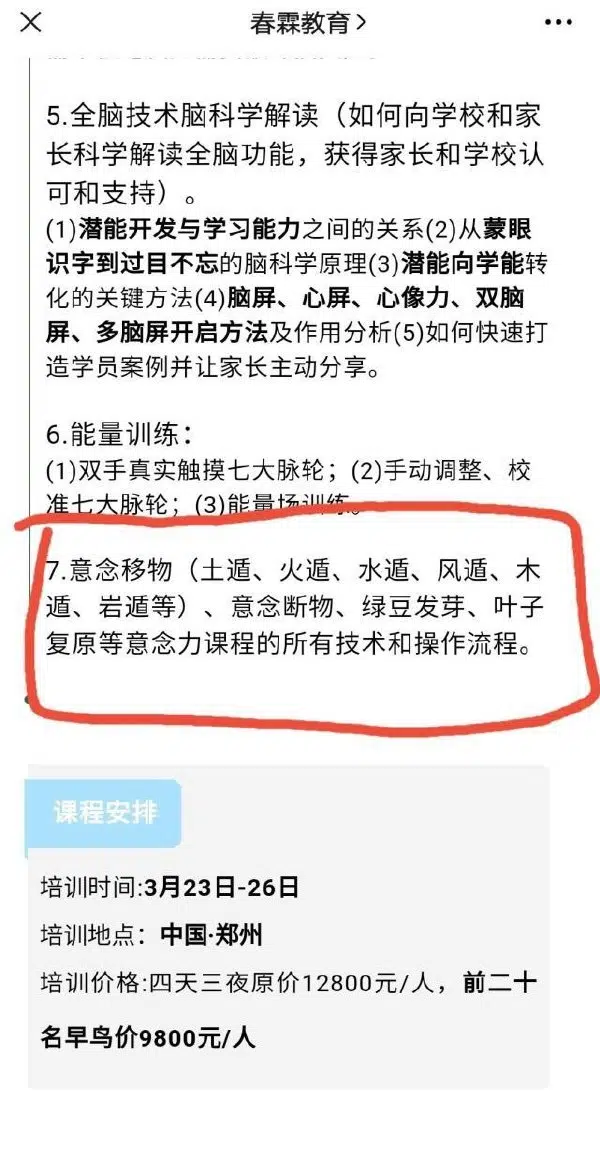 春霖教育
5.全脑技术脑科学解读（如何向学校和家
长科学解读全脑功能，获得家长和学校认
可和支持）。
(1)潜能开发与学习能力之间的关系(2)从蒙眼
识字到过目不忘的脑科学原理(3)潜能向学能转
化的关键方法(4)脑屏、心屏、心像力、双脑
屏、多脑屏开启方法及作用分析(5)如何快速打
造学员案例并让家长主动分享。
6.能量训练：
(1)双手真实触摸七大脉轮；(2)手动调整、校
准七大脉轮；(3)能量场训练。
7.意念移物（土遁、火遁、水遁、风遁、木
遁、岩遁等）、意念断物、绿豆发芽、叶子
复原等意念力课程的所有技术和操作流程。
课程安排
培训时间:3月23日-26日
培训地点：中国·郑州
培训价格:四天三夜原价12800元/人，前二十
名早鸟价9800元/人